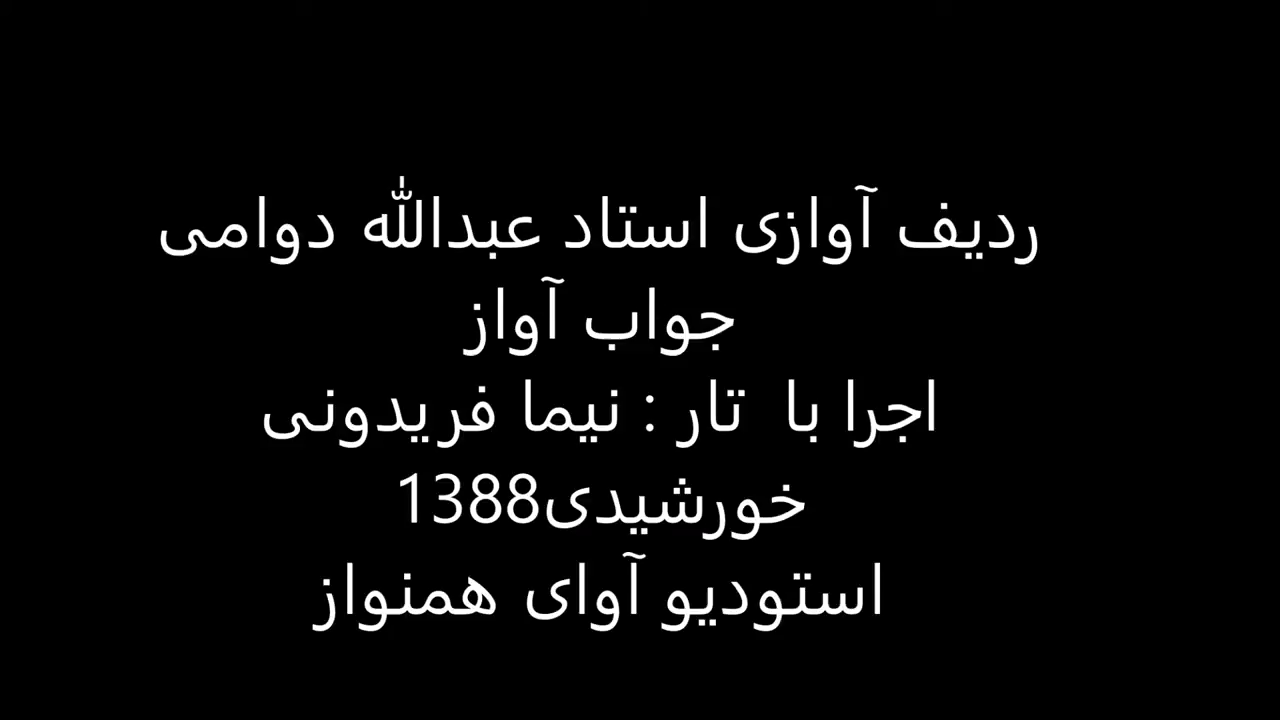 ردیف آوازی استاد عبدالله دوامی
جواب آواز
اجرا با تار : نیما فریدونی
خورشیدی1388
استودیو آوای همنواز